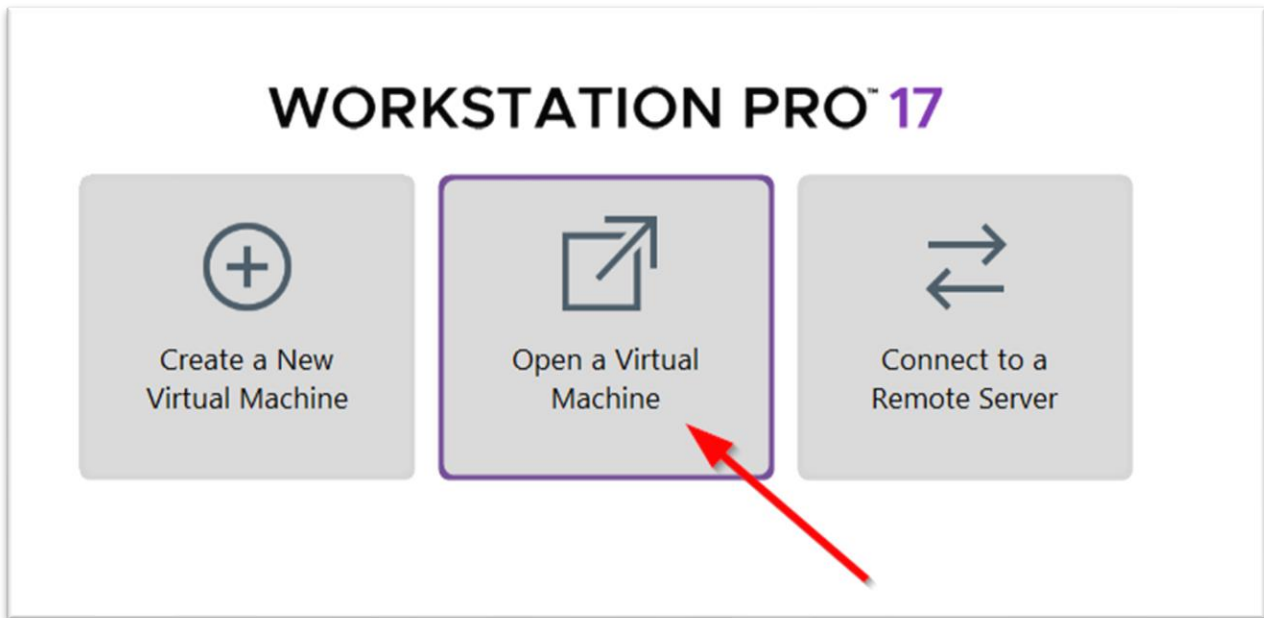 WORKSTATION PRO™ 17
Create a New
Virtual Machine
Open a Virtual
Machine
Connect to a
Remote Server